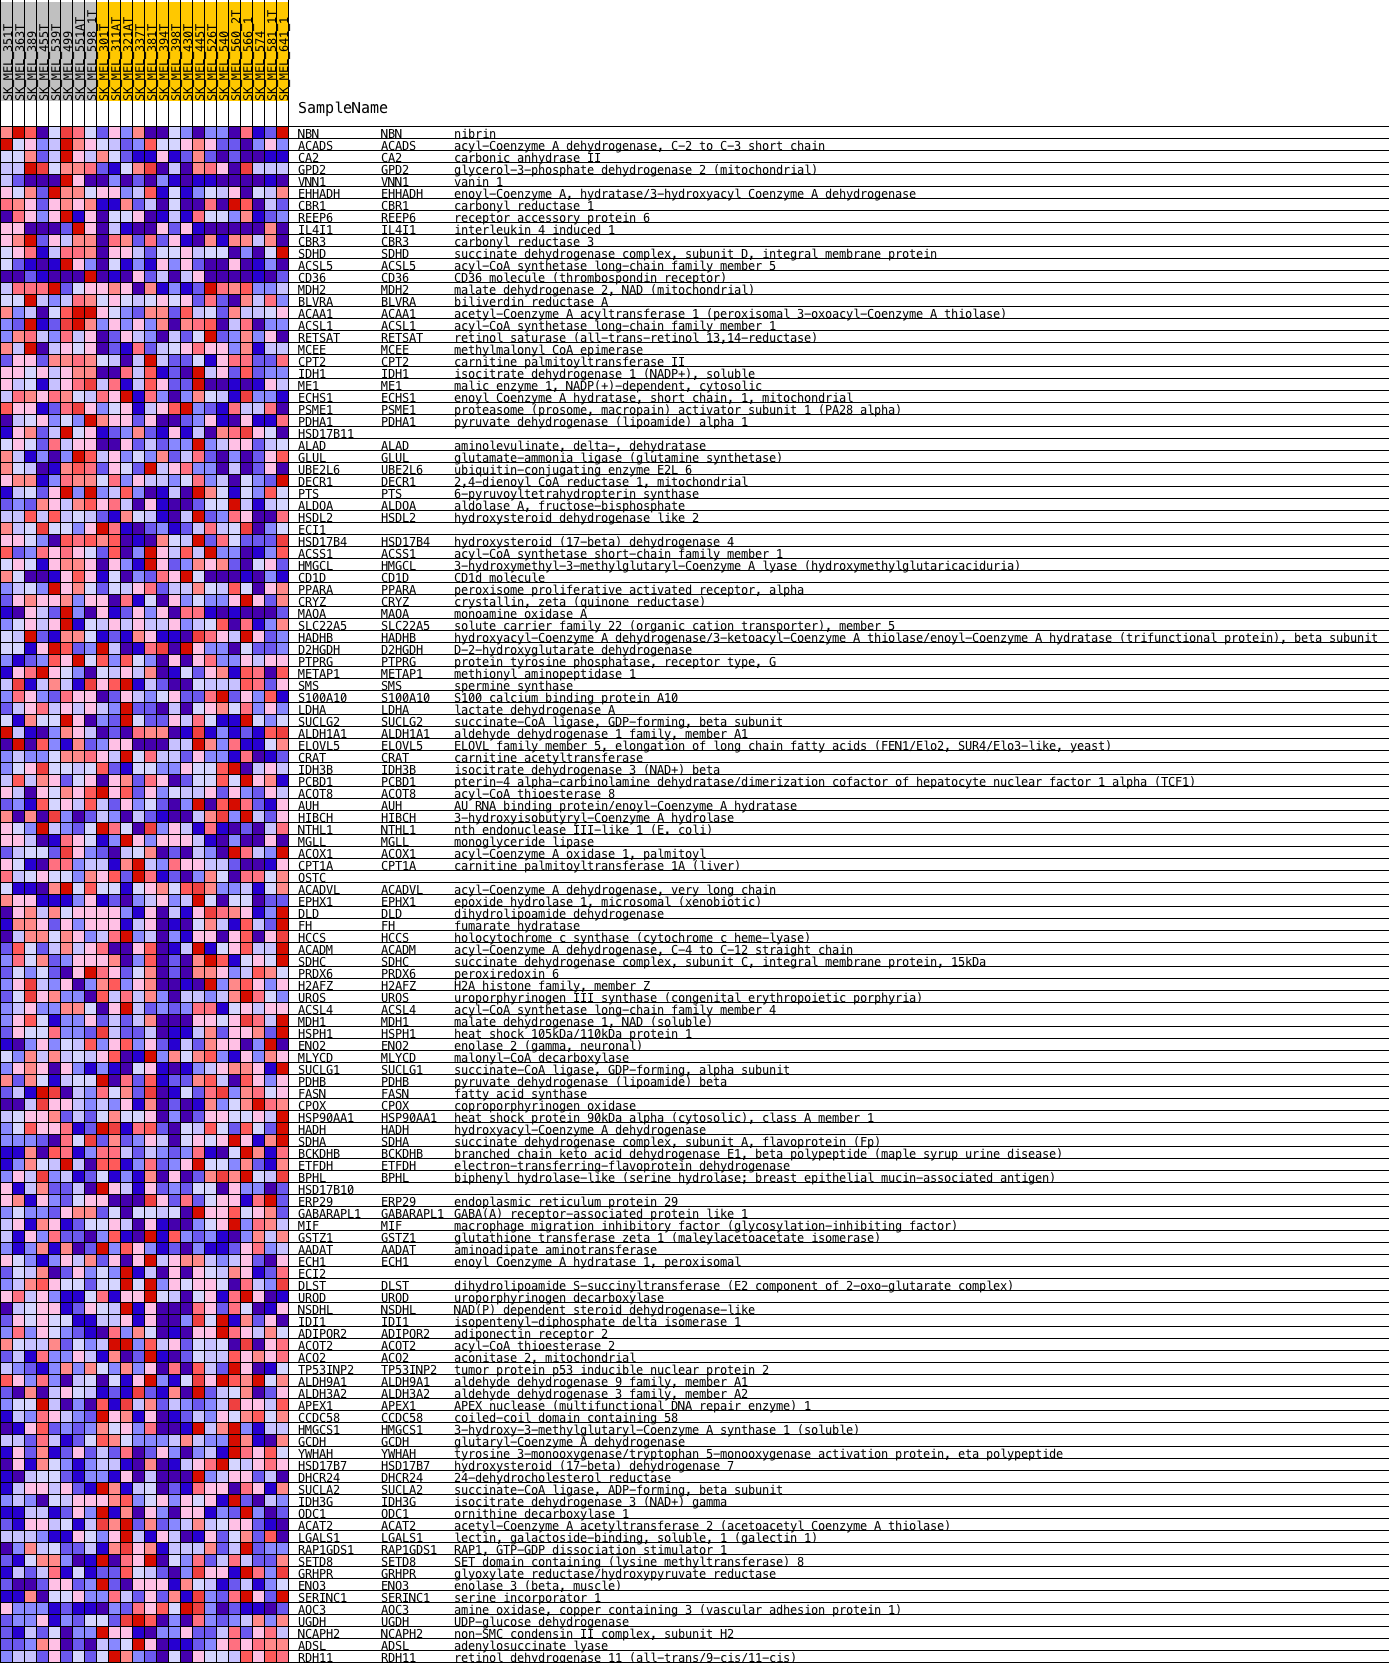 SK_MEL_351T
SK_MEL_363T
SK_MEL_389
SK_MEL_455T
SK_MEL_539T
SK_MEL_499
SK_MEL_551AT
SK_MEL_598_1T
SK_MEL_301T
SK_MEL_311AT
SK_MEL_321AT
SK_MEL_337T
SK_MEL_381T
SK_MEL_394T
SK_MEL_398T
SK_MEL_430T
SK_MEL_445T
SK_MEL_526T
SK_MEL_540
SK_MEL_560_2T
SK_MEL_566_1
SK_MEL_574
SK_MEL_581_1T
SK_MEL_641_1
SampleName
NBN NBN nibrin
ACADS ACADS acyl-Coenzyme A dehydrogenase, C-2 to C-3 short chain
CA2 CA2 carbonic anhydrase II
GPD2 GPD2 glycerol-3-phosphate dehydrogenase 2 (mitochondrial)
VNN1 VNN1 vanin 1
EHHADH EHHADH enoyl-Coenzyme A, hydratase/3-hydroxyacyl Coenzyme A dehydrogenase
CBR1 CBR1 carbonyl reductase 1
REEP6 REEP6 receptor accessory protein 6
IL4I1 IL4I1 interleukin 4 induced 1
CBR3 CBR3 carbonyl reductase 3
SDHD SDHD succinate dehydrogenase complex, subunit D, integral membrane protein
ACSL5 ACSL5 acyl-CoA synthetase long-chain family member 5
CD36 CD36 CD36 molecule (thrombospondin receptor)
MDH2 MDH2 malate dehydrogenase 2, NAD (mitochondrial)
BLVRA BLVRA biliverdin reductase A
ACAA1 ACAA1 acetyl-Coenzyme A acyltransferase 1 (peroxisomal 3-oxoacyl-Coenzyme A thiolase)
ACSL1 ACSL1 acyl-CoA synthetase long-chain family member 1
RETSAT RETSAT retinol saturase (all-trans-retinol 13,14-reductase)
MCEE MCEE methylmalonyl CoA epimerase
CPT2 CPT2 carnitine palmitoyltransferase II
IDH1 IDH1 isocitrate dehydrogenase 1 (NADP+), soluble
ME1 ME1 malic enzyme 1, NADP(+)-dependent, cytosolic
ECHS1 ECHS1 enoyl Coenzyme A hydratase, short chain, 1, mitochondrial
PSME1 PSME1 proteasome (prosome, macropain) activator subunit 1 (PA28 alpha)
PDHA1 PDHA1 pyruvate dehydrogenase (lipoamide) alpha 1
HSD17B11
ALAD ALAD aminolevulinate, delta-, dehydratase
GLUL GLUL glutamate-ammonia ligase (glutamine synthetase)
UBE2L6 UBE2L6 ubiquitin-conjugating enzyme E2L 6
DECR1 DECR1 2,4-dienoyl CoA reductase 1, mitochondrial
PTS PTS 6-pyruvoyltetrahydropterin synthase
ALDOA ALDOA aldolase A, fructose-bisphosphate
HSDL2 HSDL2 hydroxysteroid dehydrogenase like 2
ECI1
HSD17B4 HSD17B4 hydroxysteroid (17-beta) dehydrogenase 4
ACSS1 ACSS1 acyl-CoA synthetase short-chain family member 1
HMGCL HMGCL 3-hydroxymethyl-3-methylglutaryl-Coenzyme A lyase (hydroxymethylglutaricaciduria)
CD1D CD1D CD1d molecule
PPARA PPARA peroxisome proliferative activated receptor, alpha
CRYZ CRYZ crystallin, zeta (quinone reductase)
MAOA MAOA monoamine oxidase A
SLC22A5 SLC22A5 solute carrier family 22 (organic cation transporter), member 5
HADHB HADHB hydroxyacyl-Coenzyme A dehydrogenase/3-ketoacyl-Coenzyme A thiolase/enoyl-Coenzyme A hydratase (trifunctional protein), beta subunit
D2HGDH D2HGDH D-2-hydroxyglutarate dehydrogenase
PTPRG PTPRG protein tyrosine phosphatase, receptor type, G
METAP1 METAP1 methionyl aminopeptidase 1
SMS SMS spermine synthase
S100A10 S100A10 S100 calcium binding protein A10
LDHA LDHA lactate dehydrogenase A
SUCLG2 SUCLG2 succinate-CoA ligase, GDP-forming, beta subunit
ALDH1A1 ALDH1A1 aldehyde dehydrogenase 1 family, member A1
ELOVL5 ELOVL5 ELOVL family member 5, elongation of long chain fatty acids (FEN1/Elo2, SUR4/Elo3-like, yeast)
CRAT CRAT carnitine acetyltransferase
IDH3B IDH3B isocitrate dehydrogenase 3 (NAD+) beta
PCBD1 PCBD1 pterin-4 alpha-carbinolamine dehydratase/dimerization cofactor of hepatocyte nuclear factor 1 alpha (TCF1)
ACOT8 ACOT8 acyl-CoA thioesterase 8
AUH AUH AU RNA binding protein/enoyl-Coenzyme A hydratase
HIBCH HIBCH 3-hydroxyisobutyryl-Coenzyme A hydrolase
NTHL1 NTHL1 nth endonuclease III-like 1 (E. coli)
MGLL MGLL monoglyceride lipase
ACOX1 ACOX1 acyl-Coenzyme A oxidase 1, palmitoyl
CPT1A CPT1A carnitine palmitoyltransferase 1A (liver)
OSTC
ACADVL ACADVL acyl-Coenzyme A dehydrogenase, very long chain
EPHX1 EPHX1 epoxide hydrolase 1, microsomal (xenobiotic)
DLD DLD dihydrolipoamide dehydrogenase
FH FH fumarate hydratase
HCCS HCCS holocytochrome c synthase (cytochrome c heme-lyase)
ACADM ACADM acyl-Coenzyme A dehydrogenase, C-4 to C-12 straight chain
SDHC SDHC succinate dehydrogenase complex, subunit C, integral membrane protein, 15kDa
PRDX6 PRDX6 peroxiredoxin 6
H2AFZ H2AFZ H2A histone family, member Z
UROS UROS uroporphyrinogen III synthase (congenital erythropoietic porphyria)
ACSL4 ACSL4 acyl-CoA synthetase long-chain family member 4
MDH1 MDH1 malate dehydrogenase 1, NAD (soluble)
HSPH1 HSPH1 heat shock 105kDa/110kDa protein 1
ENO2 ENO2 enolase 2 (gamma, neuronal)
MLYCD MLYCD malonyl-CoA decarboxylase
SUCLG1 SUCLG1 succinate-CoA ligase, GDP-forming, alpha subunit
PDHB PDHB pyruvate dehydrogenase (lipoamide) beta
FASN FASN fatty acid synthase
CPOX CPOX coproporphyrinogen oxidase
HSP90AA1 HSP90AA1 heat shock protein 90kDa alpha (cytosolic), class A member 1
HADH HADH hydroxyacyl-Coenzyme A dehydrogenase
SDHA SDHA succinate dehydrogenase complex, subunit A, flavoprotein (Fp)
BCKDHB BCKDHB branched chain keto acid dehydrogenase E1, beta polypeptide (maple syrup urine disease)
ETFDH ETFDH electron-transferring-flavoprotein dehydrogenase
BPHL BPHL biphenyl hydrolase-like (serine hydrolase; breast epithelial mucin-associated antigen)
HSD17B10
ERP29 ERP29 endoplasmic reticulum protein 29
GABARAPL1 GABARAPL1 GABA(A) receptor-associated protein like 1
MIF MIF macrophage migration inhibitory factor (glycosylation-inhibiting factor)
GSTZ1 GSTZ1 glutathione transferase zeta 1 (maleylacetoacetate isomerase)
AADAT AADAT aminoadipate aminotransferase
ECH1 ECH1 enoyl Coenzyme A hydratase 1, peroxisomal
ECI2
DLST DLST dihydrolipoamide S-succinyltransferase (E2 component of 2-oxo-glutarate complex)
UROD UROD uroporphyrinogen decarboxylase
NSDHL NSDHL NAD(P) dependent steroid dehydrogenase-like
IDI1 IDI1 isopentenyl-diphosphate delta isomerase 1
ADIPOR2 ADIPOR2 adiponectin receptor 2
ACOT2 ACOT2 acyl-CoA thioesterase 2
ACO2 ACO2 aconitase 2, mitochondrial
TP53INP2 TP53INP2 tumor protein p53 inducible nuclear protein 2
ALDH9A1 ALDH9A1 aldehyde dehydrogenase 9 family, member A1
ALDH3A2 ALDH3A2 aldehyde dehydrogenase 3 family, member A2
APEX1 APEX1 APEX nuclease (multifunctional DNA repair enzyme) 1
CCDC58 CCDC58 coiled-coil domain containing 58
HMGCS1 HMGCS1 3-hydroxy-3-methylglutaryl-Coenzyme A synthase 1 (soluble)
GCDH GCDH glutaryl-Coenzyme A dehydrogenase
YWHAH YWHAH tyrosine 3-monooxygenase/tryptophan 5-monooxygenase activation protein, eta polypeptide
HSD17B7 HSD17B7 hydroxysteroid (17-beta) dehydrogenase 7
DHCR24 DHCR24 24-dehydrocholesterol reductase
SUCLA2 SUCLA2 succinate-CoA ligase, ADP-forming, beta subunit
IDH3G IDH3G isocitrate dehydrogenase 3 (NAD+) gamma
ODC1 ODC1 ornithine decarboxylase 1
ACAT2 ACAT2 acetyl-Coenzyme A acetyltransferase 2 (acetoacetyl Coenzyme A thiolase)
LGALS1 LGALS1 lectin, galactoside-binding, soluble, 1 (galectin 1)
RAP1GDS1 RAP1GDS1 RAP1, GTP-GDP dissociation stimulator 1
SETD8 SETD8 SET domain containing (lysine methyltransferase) 8
GRHPR GRHPR glyoxylate reductase/hydroxypyruvate reductase
ENO3 ENO3 enolase 3 (beta, muscle)
SERINC1 SERINC1 serine incorporator 1
AOC3 AOC3 amine oxidase, copper containing 3 (vascular adhesion protein 1)
UGDH UGDH UDP-glucose dehydrogenase
NCAPH2 NCAPH2 non-SMC condensin II complex, subunit H2
ADSL ADSL adenylosuccinate lyase
RDH11 RDH11 retinol dehydrogenase 11 (all-trans/9-cis/11-cis)